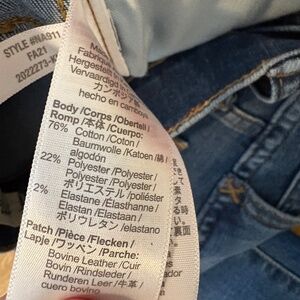 STYLE #NA911
FA21
2022273-K
Made
Fabriqué
Hergestellt
Vervaardigd in
カンボジア
hecho en camboya
Body /Corps /Oberteil /
Romp /本体 /Cuerpo:
76% Cotton /Coton /
Baumwolle /Katoen /綿 /
algodón
22% Polyester /Polyester /
Polyester /Polyester /
ポリエステル /poliéster
2% Elastane /Élasthanne /
Elastan /Elastaan /
ポリウレタン /elastano
Patch /Pièce /Flecken /
Lapje /ワッペン /Parche:
Bovine Leather /Cuir
Bovin /Rindsleder /
Runderen Leer /牛革 /
cuero bovino